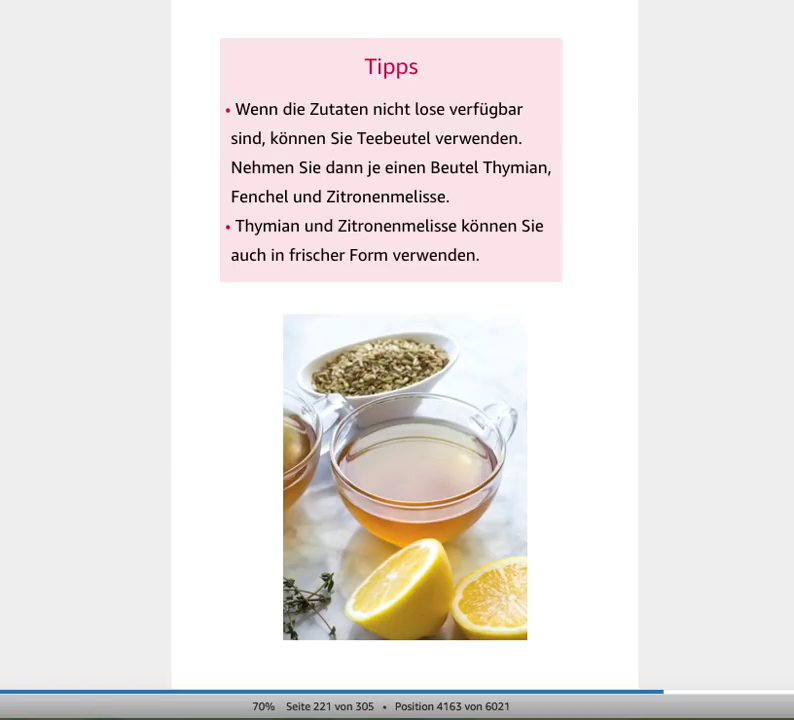 Tipps
• Wenn die Zutaten nicht lose verfügbar
sind, können Sie Teebeutel verwenden.
Nehmen Sie dann je einen Beutel Thymian,
Fenchel und Zitronenmelisse.
• Thymian und Zitronenmelisse können Sie
auch in frischer Form verwenden.
70% Seite 221 von 305 • Position 4163 von 6021